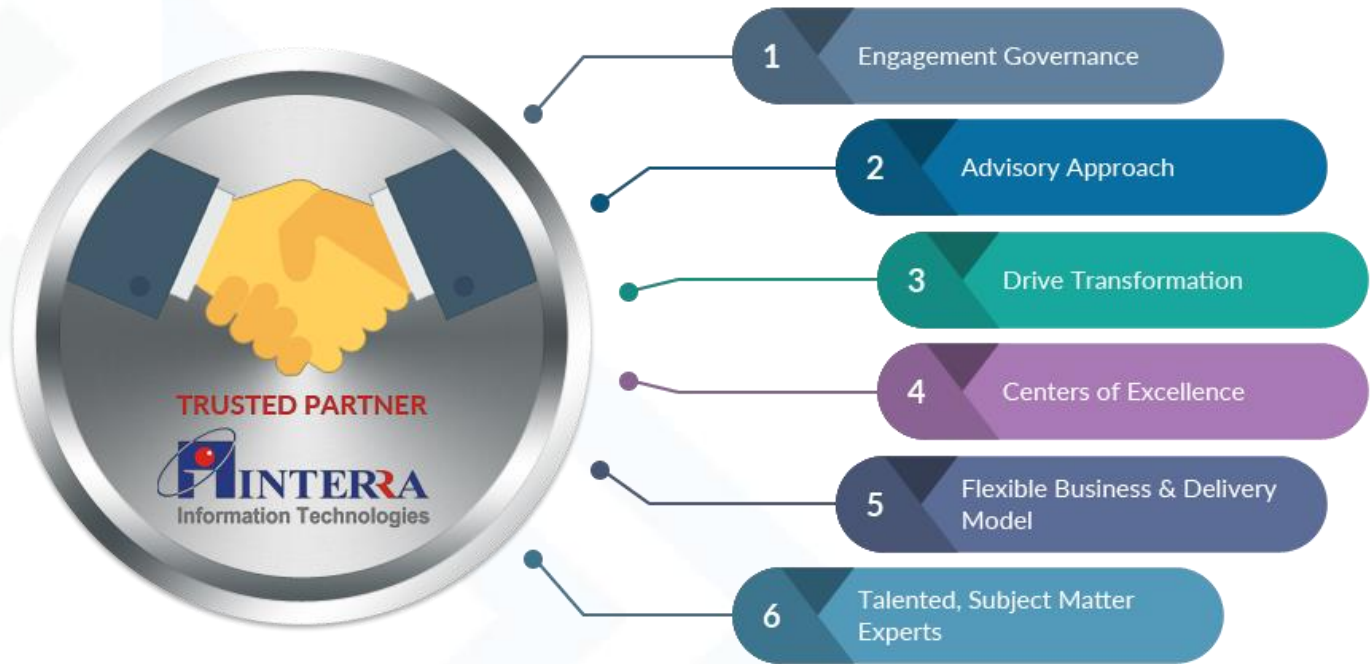 TRUSTED PARTNER
INTERRA
Information Technologies
1
Engagement Governance
2
Advisory Approach
3
Drive Transformation
4
Centers of Excellence
5
Flexible Business & Delivery
Model
6
Talented, Subject Matter
Experts